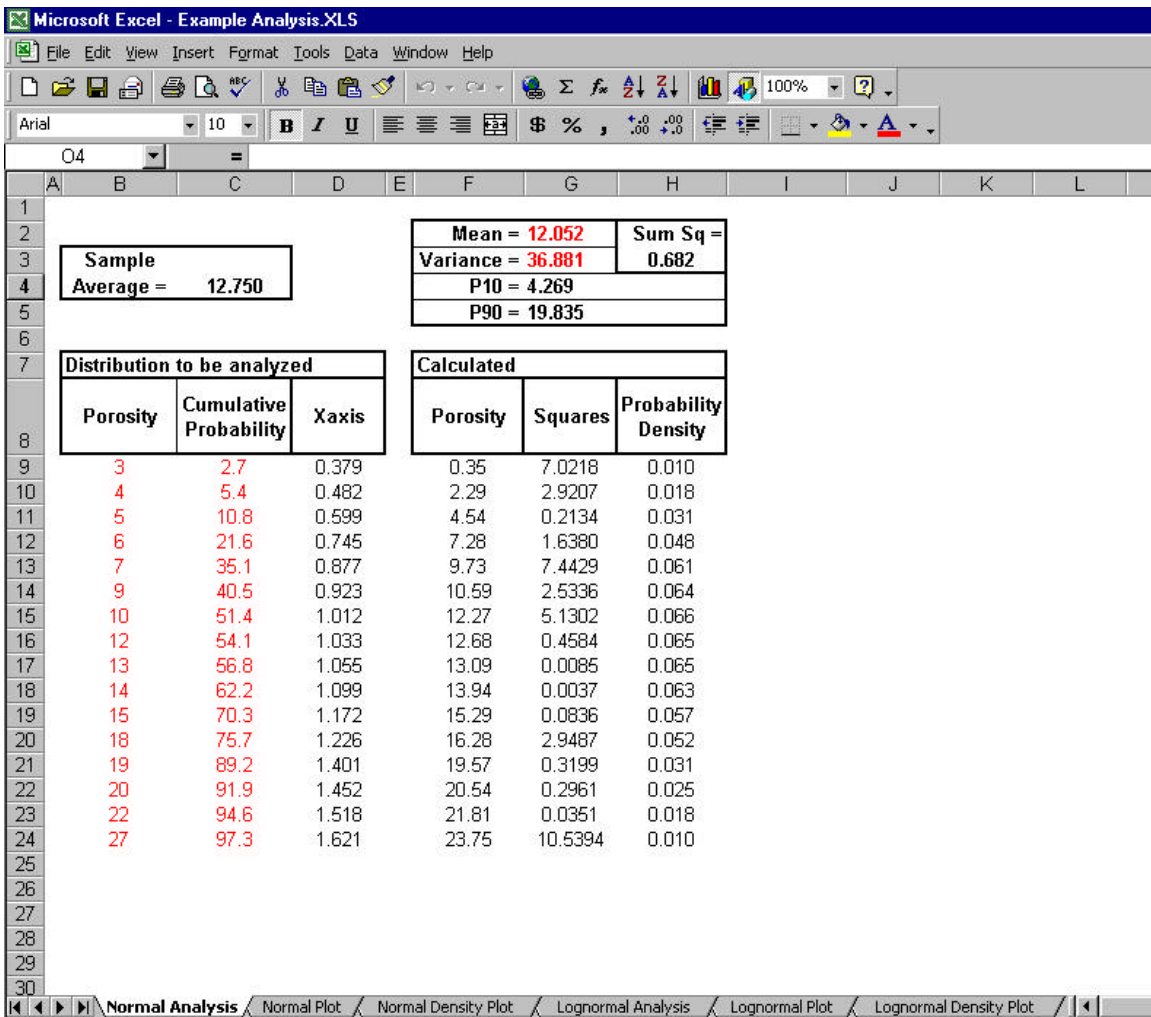 Microsoft Excel - Example Analysis.XLS
File Edit View Insert Format Tools Data Window Help
100%
Arial 10 B I U $ % ,
O4 =
A B C D E F G H I J K L
1
2 Mean = 12.052 Sum Sq =
3 Sample Variance = 36.881 0.682
4 Average = 12.750 P10 = 4.269
5 P90 = 19.835
6
7 Distribution to be analyzed Calculated
8 Porosity Cumulative Probability Xaxis Porosity Squares Probability Density
9 3 2.7 0.379 0.35 7.0218 0.010
10 4 5.4 0.482 2.29 2.9207 0.018
11 5 10.8 0.599 4.54 0.2134 0.031
12 6 21.6 0.745 7.28 1.6380 0.048
13 7 35.1 0.877 9.73 7.4429 0.061
14 9 40.5 0.923 10.59 2.5336 0.064
15 10 51.4 1.012 12.27 5.1302 0.066
16 12 54.1 1.033 12.68 0.4584 0.065
17 13 56.8 1.055 13.09 0.0085 0.065
18 14 62.2 1.099 13.94 0.0037 0.063
19 15 70.3 1.172 15.29 0.0836 0.057
20 18 75.7 1.226 16.28 2.9487 0.052
21 19 89.2 1.401 19.57 0.3199 0.031
22 20 91.9 1.452 20.54 0.2961 0.025
23 22 94.6 1.518 21.81 0.0351 0.018
24 27 97.3 1.621 23.75 10.5394 0.010
25
26
27
28
29
30
Normal Analysis Normal Plot Normal Density Plot Lognormal Analysis Lognormal Plot Lognormal Density Plot